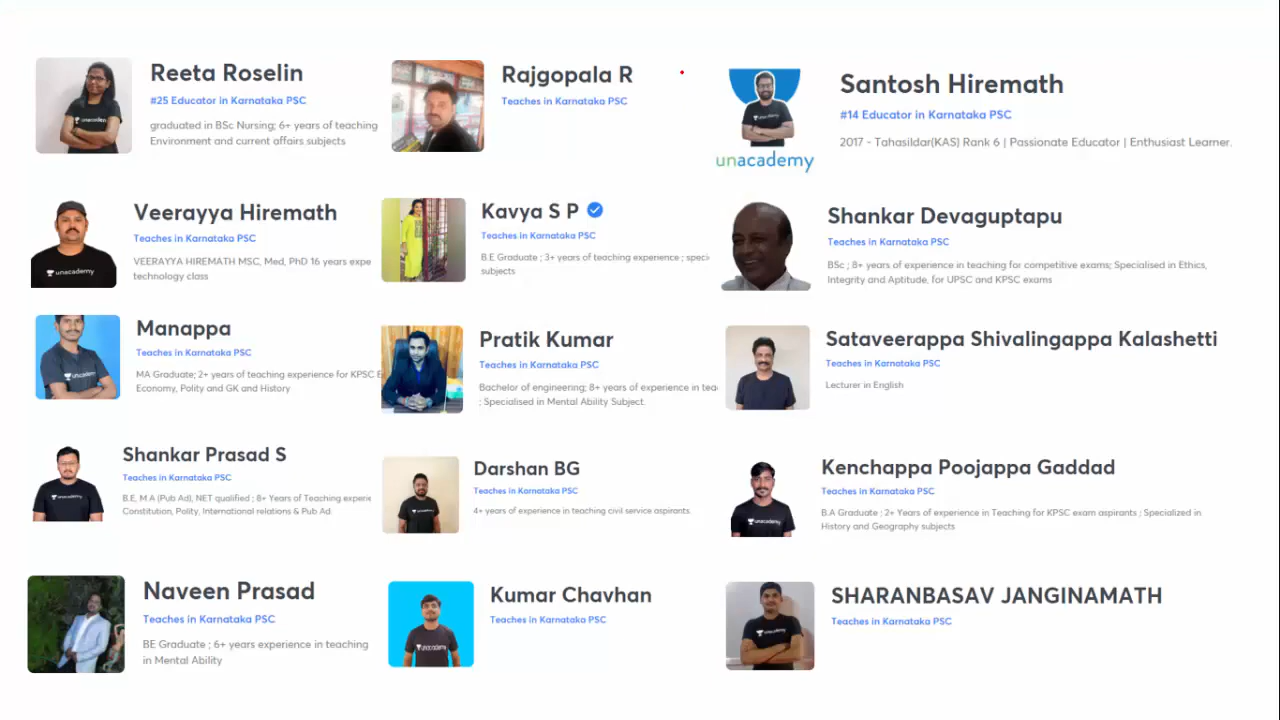 Reeta Roselin
#25 Educator in Karnataka PSC
graduated in BSc Nursing; 6+ years of teaching
Environment and current affairs subjects
Rajgopala R
Teaches in Karnataka PSC
unacademy
Santosh Hiremath
#14 Educator in Karnataka PSC
2017 - Tahasildar(KAS) Rank 6 | Passionate Educator | Enthusiast Learner.
unacademy
Veerayya Hiremath
Teaches in Karnataka PSC
VEERAYYA HIREMATH MSC, Med, PhD 16 years expe
technology class
unacademy
Kavya S P
Teaches in Karnataka PSC
B.E Graduate ; 3+ years of teaching experience ; speci
subjects
Shankar Devaguptapu
Teaches in Karnataka PSC
BSc ; 8+ years of experience in teaching for competitive exams; Specialised in Ethics,
Integrity and Aptitude, for UPSC and KPSC exams
Manappa
Teaches in Karnataka PSC
MA Graduate; 2+ years of teaching experience for KPSC E
Economy, Polity and GK and History
unacademy
Pratik Kumar
Teaches in Karnataka PSC
Bachelor of engineering; 8+ years of experience in tea
; Specialised in Mental Ability Subject.
Sataveerappa Shivalingappa Kalashetti
Teaches in Karnataka PSC
Lecturer in English
Shankar Prasad S
Teaches in Karnataka PSC
B.E, M.A (Pub Ad), NET qualified ; 8+ Years of Teaching experie
Constitution, Polity, International relations & Pub Ad.
unacademy
Darshan BG
Teaches in Karnataka PSC
4+ years of experience in teaching civil service aspirants.
unacademy
Kenchappa Poojappa Gaddad
Teaches in Karnataka PSC
B.A Graduate ; 2+ Years of experience in Teaching for KPSC exam aspirants ; Specialized in
History and Geography subjects
unacademy
Naveen Prasad
Teaches in Karnataka PSC
BE Graduate ; 6+ years experience in teaching
in Mental Ability
Kumar Chavhan
Teaches in Karnataka PSC
unacademy
SHARANBASAV JANGINAMATH
Teaches in Karnataka PSC
unacademy